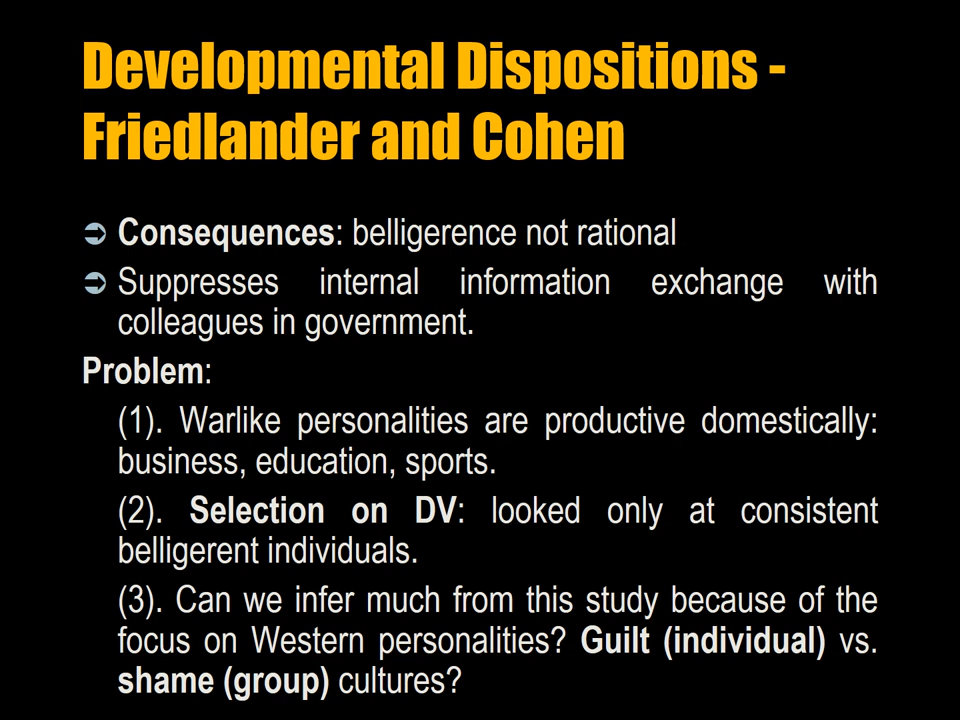 Developmental Dispositions -
Friedlander and Cohen
➲ Consequences: belligerence not rational
➲ Suppresses internal information exchange with
colleagues in government.
Problem:
(1). Warlike personalities are productive domestically:
business, education, sports.
(2). Selection on DV: looked only at consistent
belligerent individuals.
(3). Can we infer much from this study because of the
focus on Western personalities? Guilt (individual) vs.
shame (group) cultures?